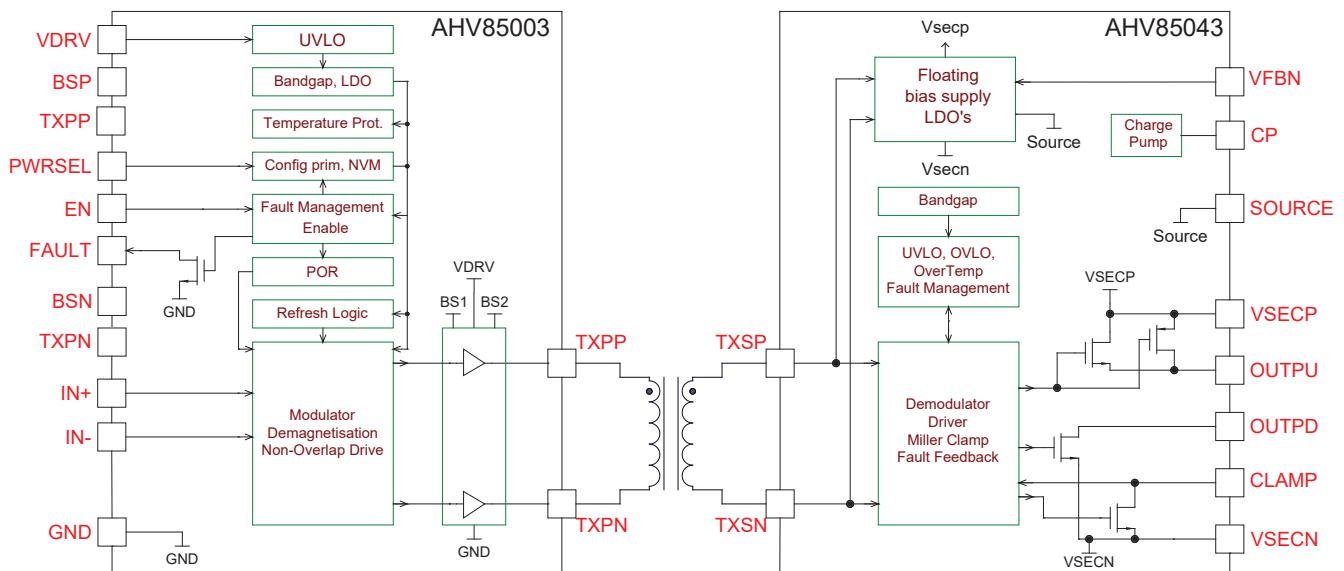 AHV85003
VDRV
BSP
TXPP
PWRSEL
EN
FAULT
BSN
TXPN
IN+
IN-
GND
UVLO
Bandgap, LDO
Temperature Prot.
Config prim, NVM
Fault Management
Enable
POR
Refresh Logic
GND
Modulator
Demagnetisation
Non-Overlap Drive
GND
VDRV
BS1
BS2
GND
TXPP
TXPN
AHV85043
TXSP
TXSN
Vsecp
Floating
bias supply
LDO's
Source
Vsecn
Bandgap
UVLO, OVLO,
OverTemp
Fault Management
Demodulator
Driver
Miller Clamp
Fault Feedback
Charge
Pump
Source
VSECP
VSECN
VFBN
CP
SOURCE
VSECP
OUTPU
OUTPD
CLAMP
VSECN